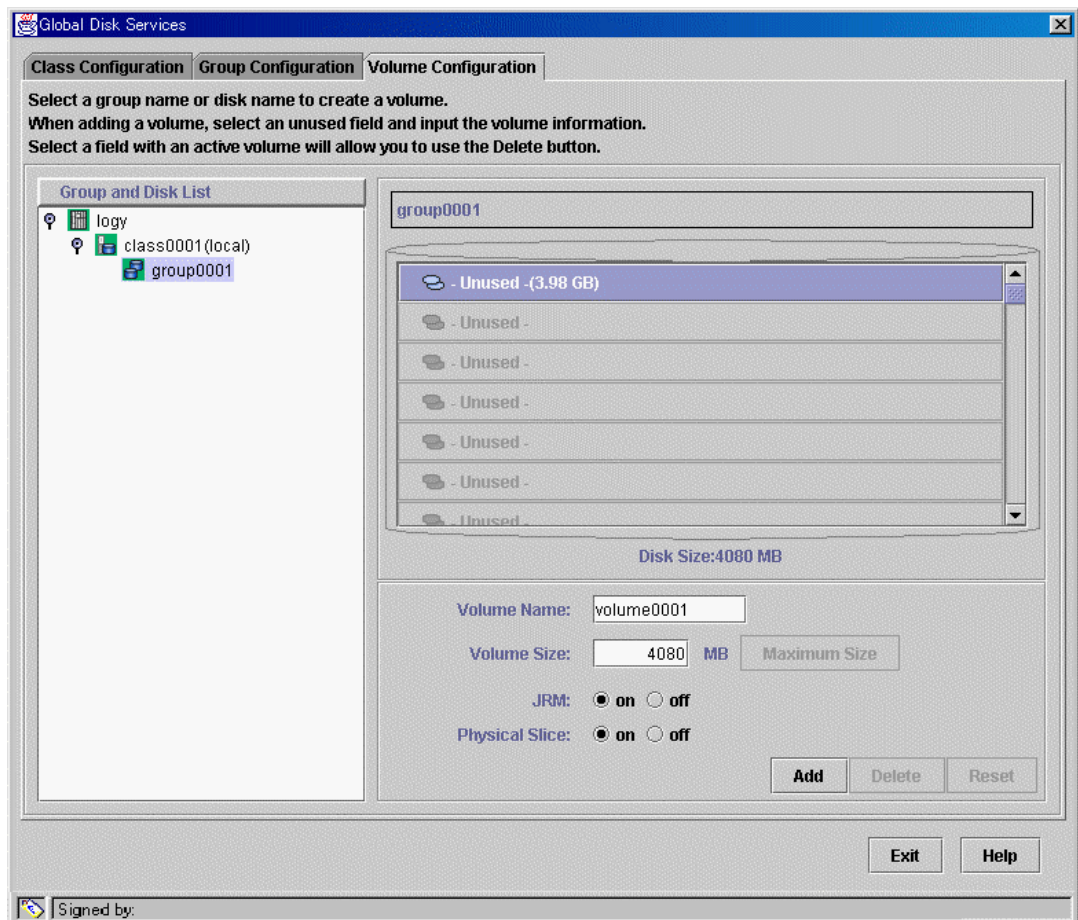 Global Disk Services
Class Configuration Group Configuration Volume Configuration
Select a group name or disk name to create a volume.
When adding a volume, select an unused field and input the volume information.
Select a field with an active volume will allow you to use the Delete button.
Group and Disk List
logy
class0001(local)
group0001
group0001
- Unused -(3.98 GB)
- Unused -
- Unused -
- Unused -
- Unused -
- Unused -
- Unused -
Disk Size:4080 MB
Volume Name: volume0001
Volume Size: 4080 MB Maximum Size
JRM: on off
Physical Slice: on off
Add Delete Reset
Exit Help
Signed by: